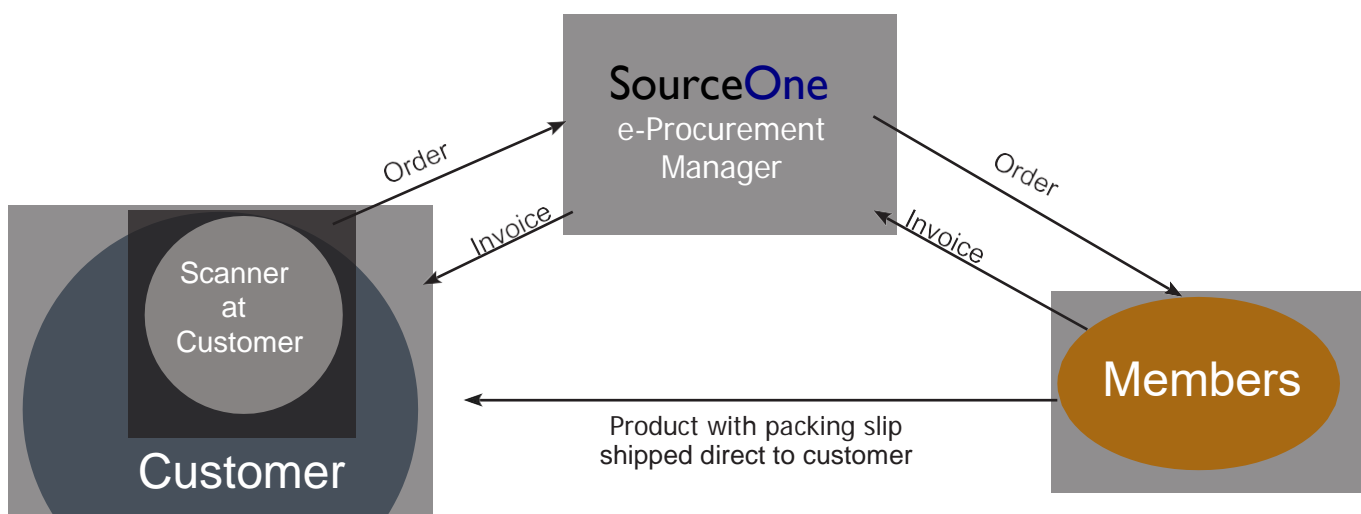 SourceOne
e-Procurement
Manager
Order
Order
Invoice
Invoice
Scanner
at
Customer
Customer
Members
Product with packing slip
shipped direct to customer